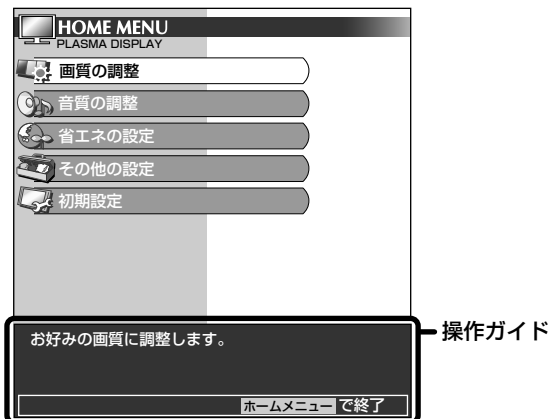 HOME MENU
PLASMA DISPLAY
画質の調整
音質の調整
省エネの設定
その他の設定
初期設定
お好みの画質に調整します。
操作ガイド
ホームメニュー で終了